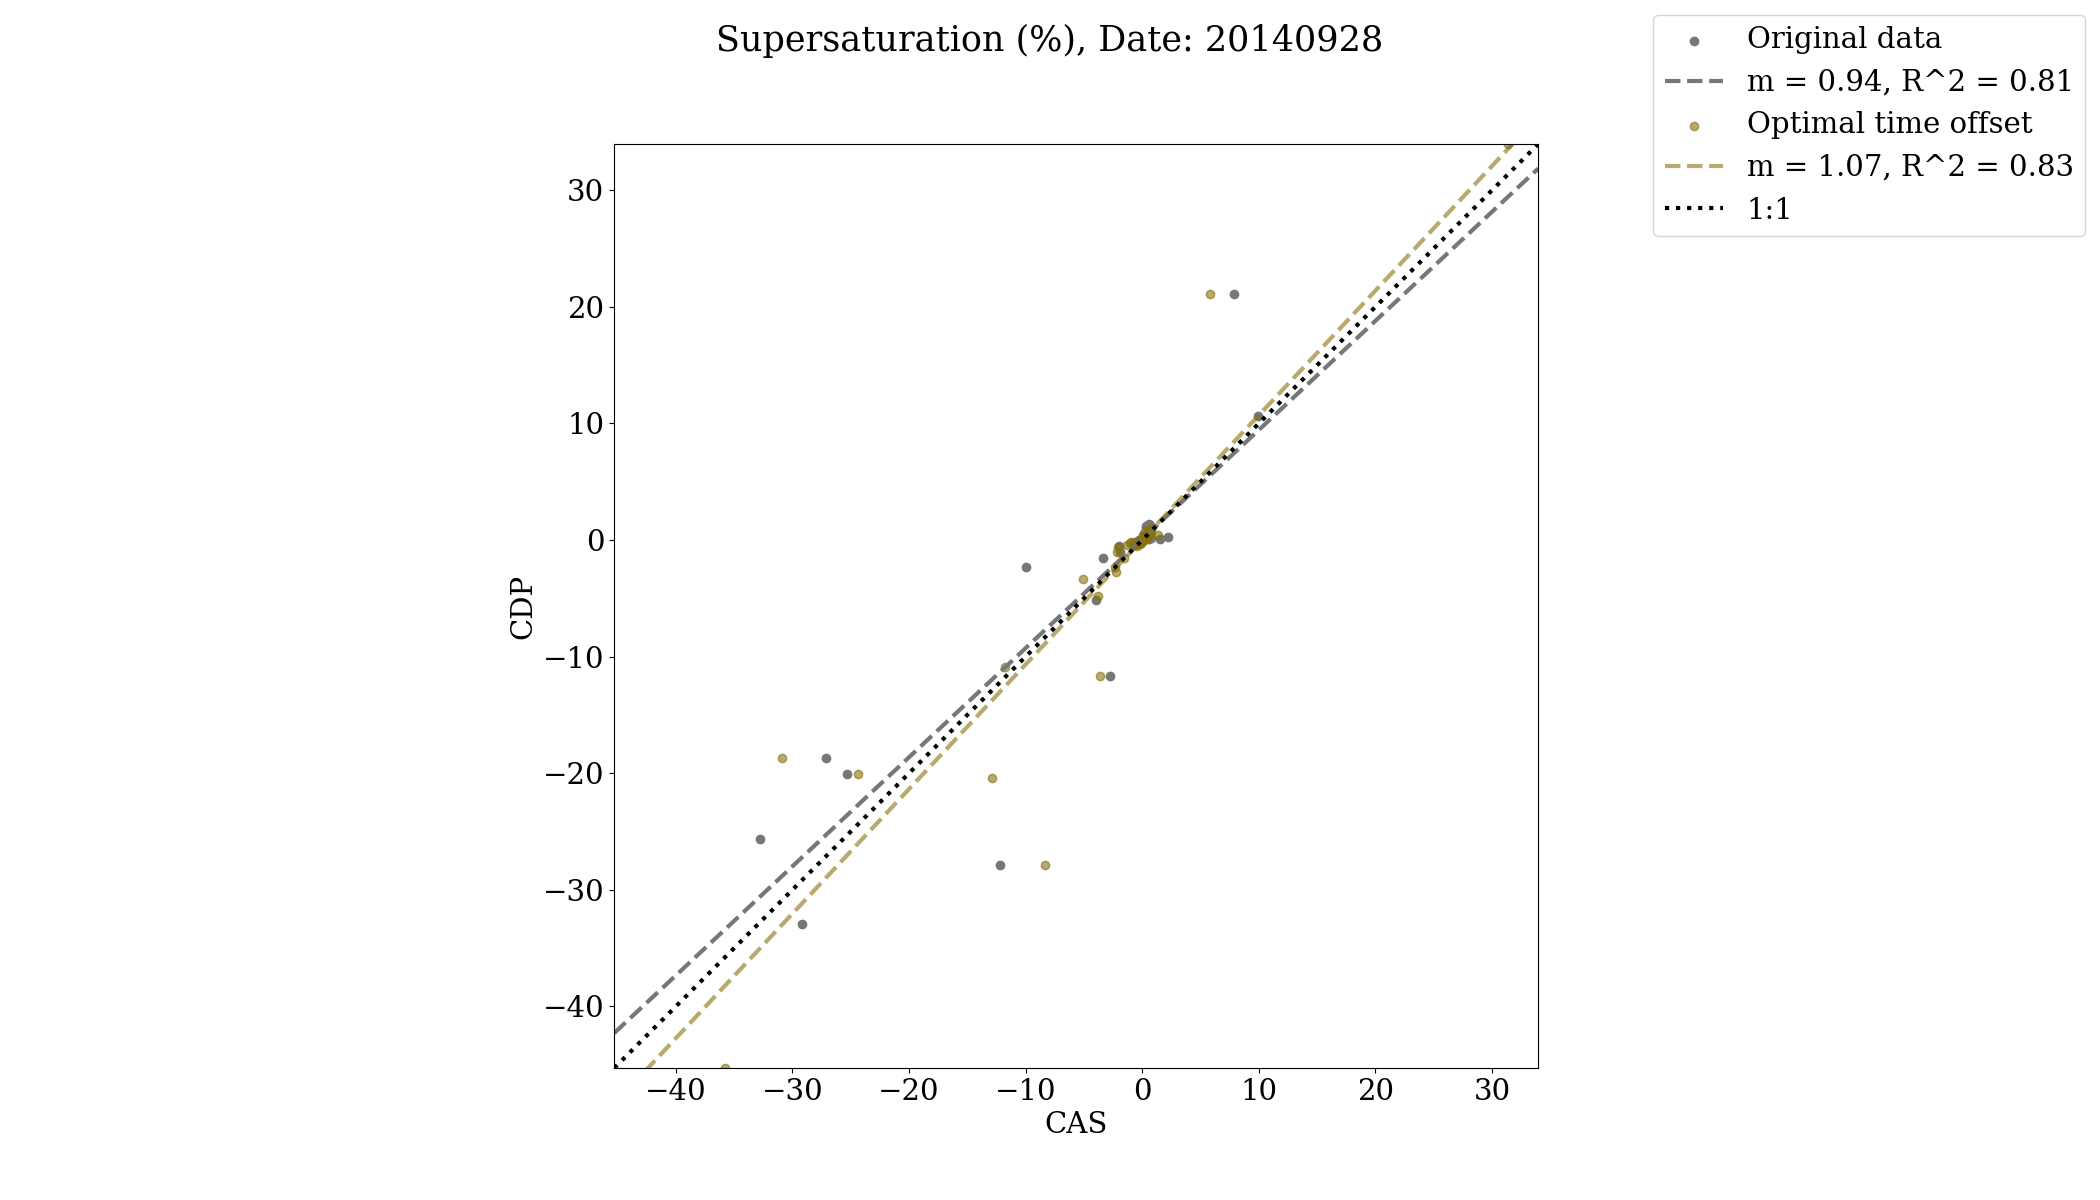 Supersaturation (%), Date: 20140928
Original data
m = 0.94, R^2 = 0.81
Optimal time offset
m = 1.07, R^2 = 0.83
1:1
30
20
10
0
−10
−20
−30
−40
CDP
−40 −30 −20 −10 0 10 20 30
CAS